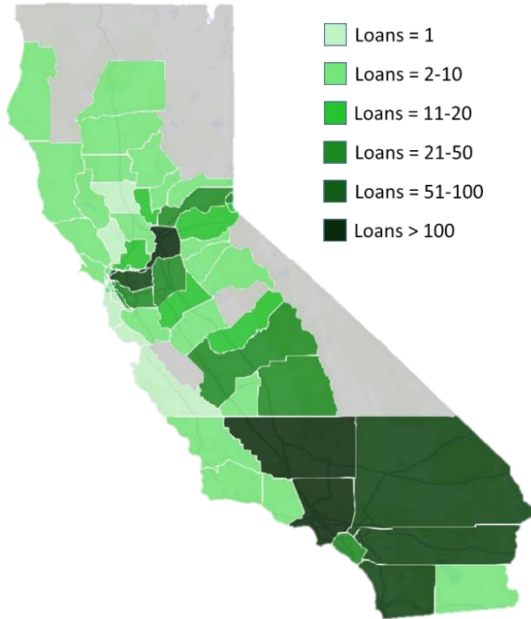 Loans = 1
Loans = 2-10
Loans = 11-20
Loans = 21-50
Loans = 51-100
Loans > 100